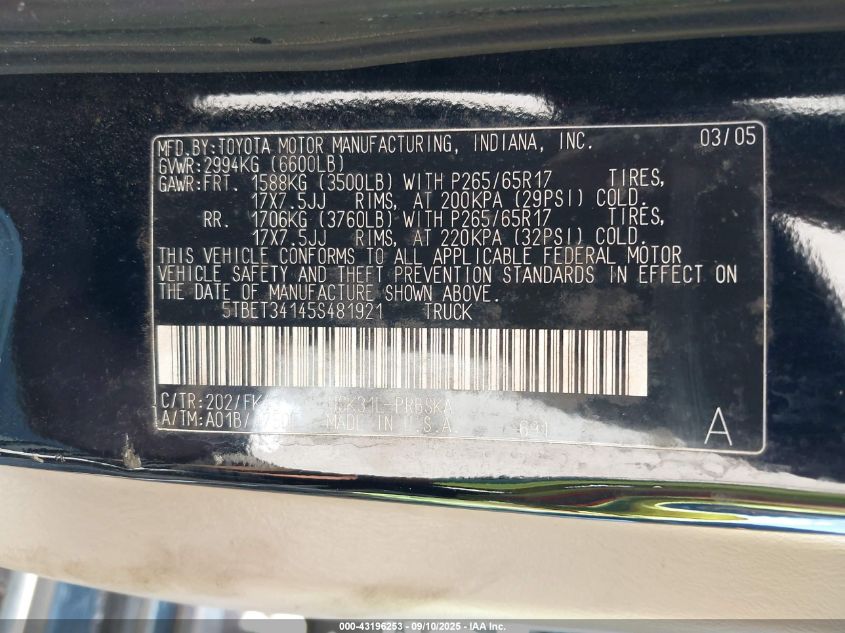 MFD.BY:TOYOTA MOTOR MANUFACTURING, INDIANA, INC. 03/05
GVWR:2994KG (6600LB)
GAWR:FRT. 1588KG (3500LB) WITH P265/65R17 TIRES,
17X7.5JJ RIMS, AT 200KPA (29PSI) COLD.
RR. 1706KG (3760LB) WITH P265/65R17 TIRES,
17X7.5JJ RIMS, AT 220KPA (32PSI) COLD.
THIS VEHICLE CONFORMS TO ALL APPLICABLE FEDERAL MOTOR
VEHICLE SAFETY AND THEFT PREVENTION STANDARDS IN EFFECT ON
THE DATE OF MANUFACTURE SHOWN ABOVE.
5TBET34145S481921 TRUCK
C/TR:202/FK
A/TM:A01B/ MADE IN U.S.A. 691
A
000-43196253 - 09/10/2025 - IAA Inc.